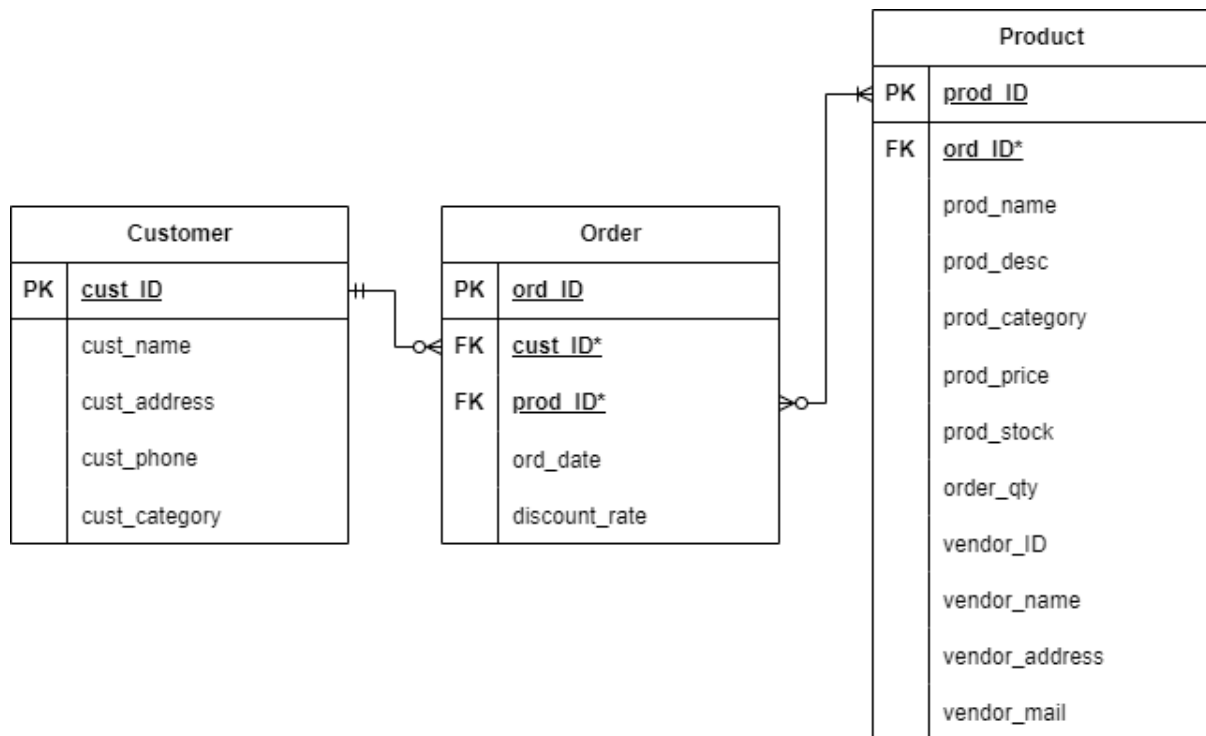 Customer
PK cust_ID
cust_name
cust_address
cust_phone
cust_category
Order
PK ord_ID
FK cust_ID*
FK prod_ID*
ord_date
discount_rate
Product
PK prod_ID
FK ord_ID*
prod_name
prod_desc
prod_category
prod_price
prod_stock
order_qty
vendor_ID
vendor_name
vendor_address
vendor_mail